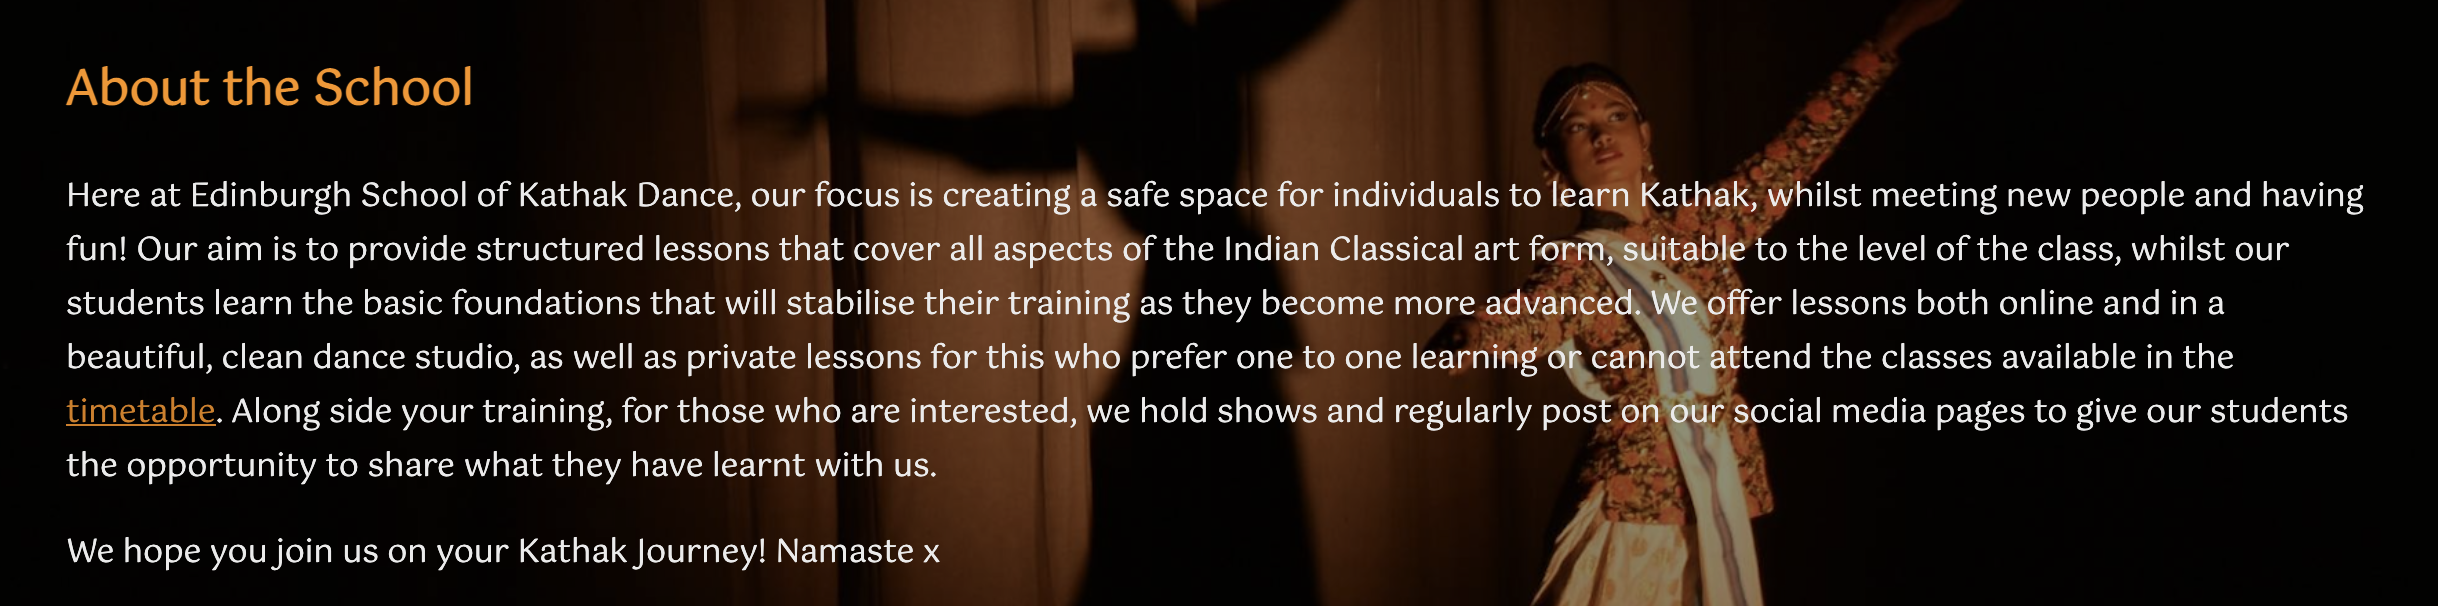 About the School
Here at Edinburgh School of Kathak Dance, our focus is creating a safe space for individuals to learn Kathak, whilst meeting new people and having
fun! Our aim is to provide structured lessons that cover all aspects of the Indian Classical art form, suitable to the level of the class, whilst our
students learn the basic foundations that will stabilise their training as they become more advanced. We offer lessons both online and in a
beautiful, clean dance studio, as well as private lessons for this who prefer one to one learning or cannot attend the classes available in the
timetable. Along side your training, for those who are interested, we hold shows and regularly post on our social media pages to give our students
the opportunity to share what they have learnt with us.
We hope you join us on your Kathak Journey! Namaste x